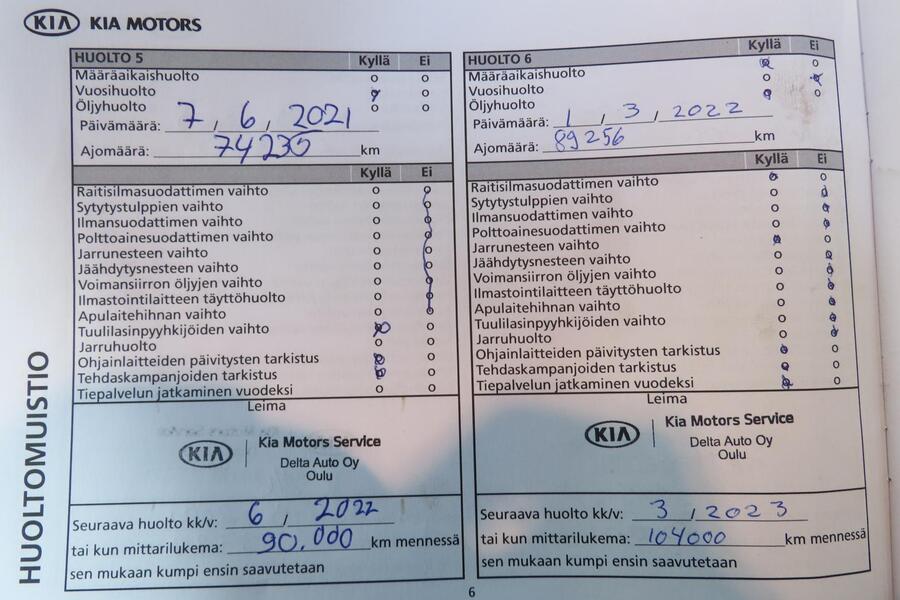 KIA KIA MOTORS
HUOLTOMUISTIO
HUOLTO 5 Kyllä Ei
Määräaikaishuolto
Vuosihuolto
Öljyhuolto
Päivämäärä: 7 / 6 / 2021
Ajomäärä: 74230 km
Kyllä Ei
Raitisilmasuodattimen vaihto
Sytytystulppien vaihto
Ilmansuodattimen vaihto
Polttoainesuodattimen vaihto
Jarrunesteen vaihto
Jäähdytysnesteen vaihto
Voimansiirron öljyjen vaihto
Ilmastointilaitteen täyttöhuolto
Apulaitehihnan vaihto
Tuulilasinpyyhkijöiden vaihto
Jarruhuolto
Ohjainlaitteiden päivitysten tarkistus
Tehdaskampanjoiden tarkistus
Tiepalvelun jatkaminen vuodeksi
Leima
KIA Kia Motors Service
Delta Auto Oy
Oulu
Seuraava huolto kk/v: 6 / 2022
tai kun mittarilukema: 90.000 km mennessä
sen mukaan kumpi ensin saavutetaan
HUOLTO 6 Kyllä Ei
Määräaikaishuolto
Vuosihuolto
Öljyhuolto
Päivämäärä: 1 / 3 / 2022
Ajomäärä: 89256 km
Kyllä Ei
Raitisilmasuodattimen vaihto
Sytytystulppien vaihto
Ilmansuodattimen vaihto
Polttoainesuodattimen vaihto
Jarrunesteen vaihto
Jäähdytysnesteen vaihto
Voimansiirron öljyjen vaihto
Ilmastointilaitteen täyttöhuolto
Apulaitehihnan vaihto
Tuulilasinpyyhkijöiden vaihto
Jarruhuolto
Ohjainlaitteiden päivitysten tarkistus
Tehdaskampanjoiden tarkistus
Tiepalvelun jatkaminen vuodeksi
Leima
KIA Kia Motors Service
Delta Auto Oy
Oulu
Seuraava huolto kk/v: 3 / 2023
tai kun mittarilukema: 104000 km mennessä
sen mukaan kumpi ensin saavutetaan
6